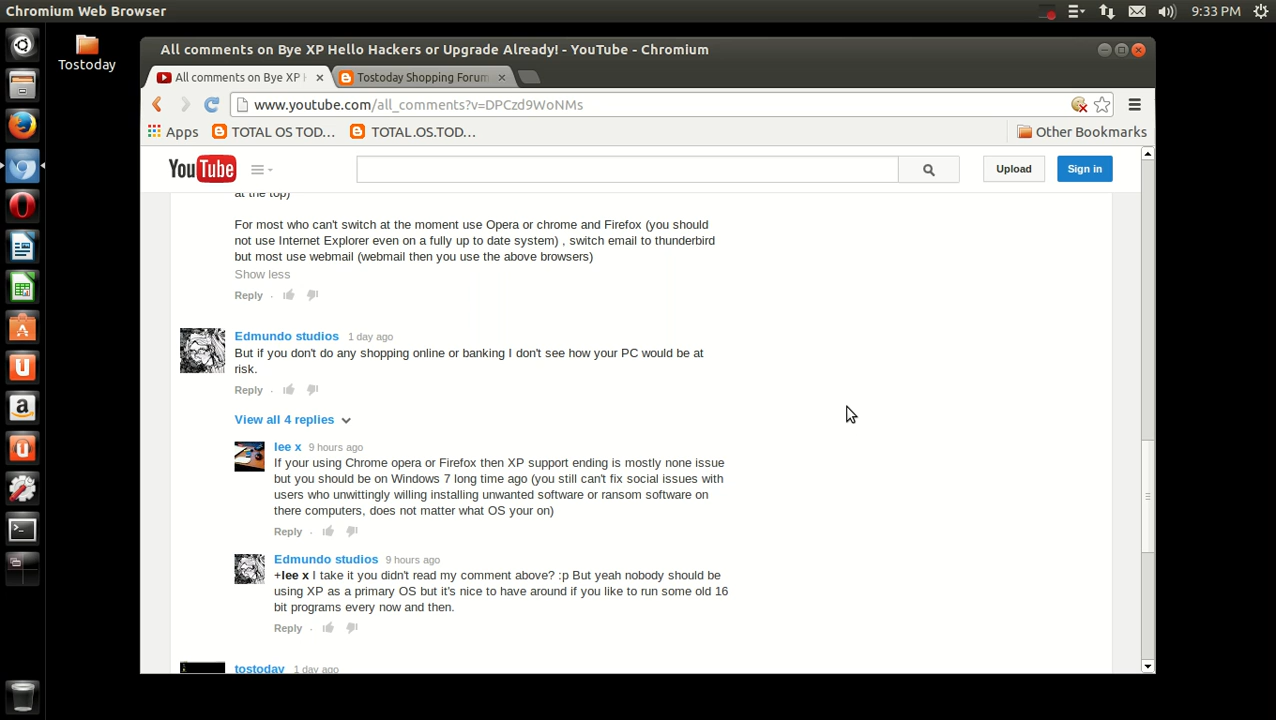 Chromium Web Browser
9:33 PM
Tostoday
All comments on Bye XP Hello Hackers or Upgrade Already! - YouTube - Chromium
All comments on Bye XP
Tostoday Shopping Forum
www.youtube.com/all_comments?v=DPCzd9WoNMs
Apps
TOTAL OS TOD...
TOTAL.OS.TOD...
Other Bookmarks
YouTube
Upload
Sign in
at the top)
For most who can't switch at the moment use Opera or chrome and Firefox (you should
not use Internet Explorer even on a fully up to date system) , switch email to thunderbird
but most use webmail (webmail then you use the above browsers)
Show less
Reply ·
Edmundo studios 1 day ago
But if you don't do any shopping online or banking I don't see how your PC would be at
risk.
Reply ·
View all 4 replies
lee x 9 hours ago
If your using Chrome opera or Firefox then XP support ending is mostly none issue
but you should be on Windows 7 long time ago (you still can't fix social issues with
users who unwittingly willing installing unwanted software or ransom software on
there computers, does not matter what OS your on)
Reply ·
Edmundo studios 9 hours ago
+lee x I take it you didn't read my comment above? :p But yeah nobody should be
using XP as a primary OS but it's nice to have around if you like to run some old 16
bit programs every now and then.
Reply ·
tostoday 1 day ago